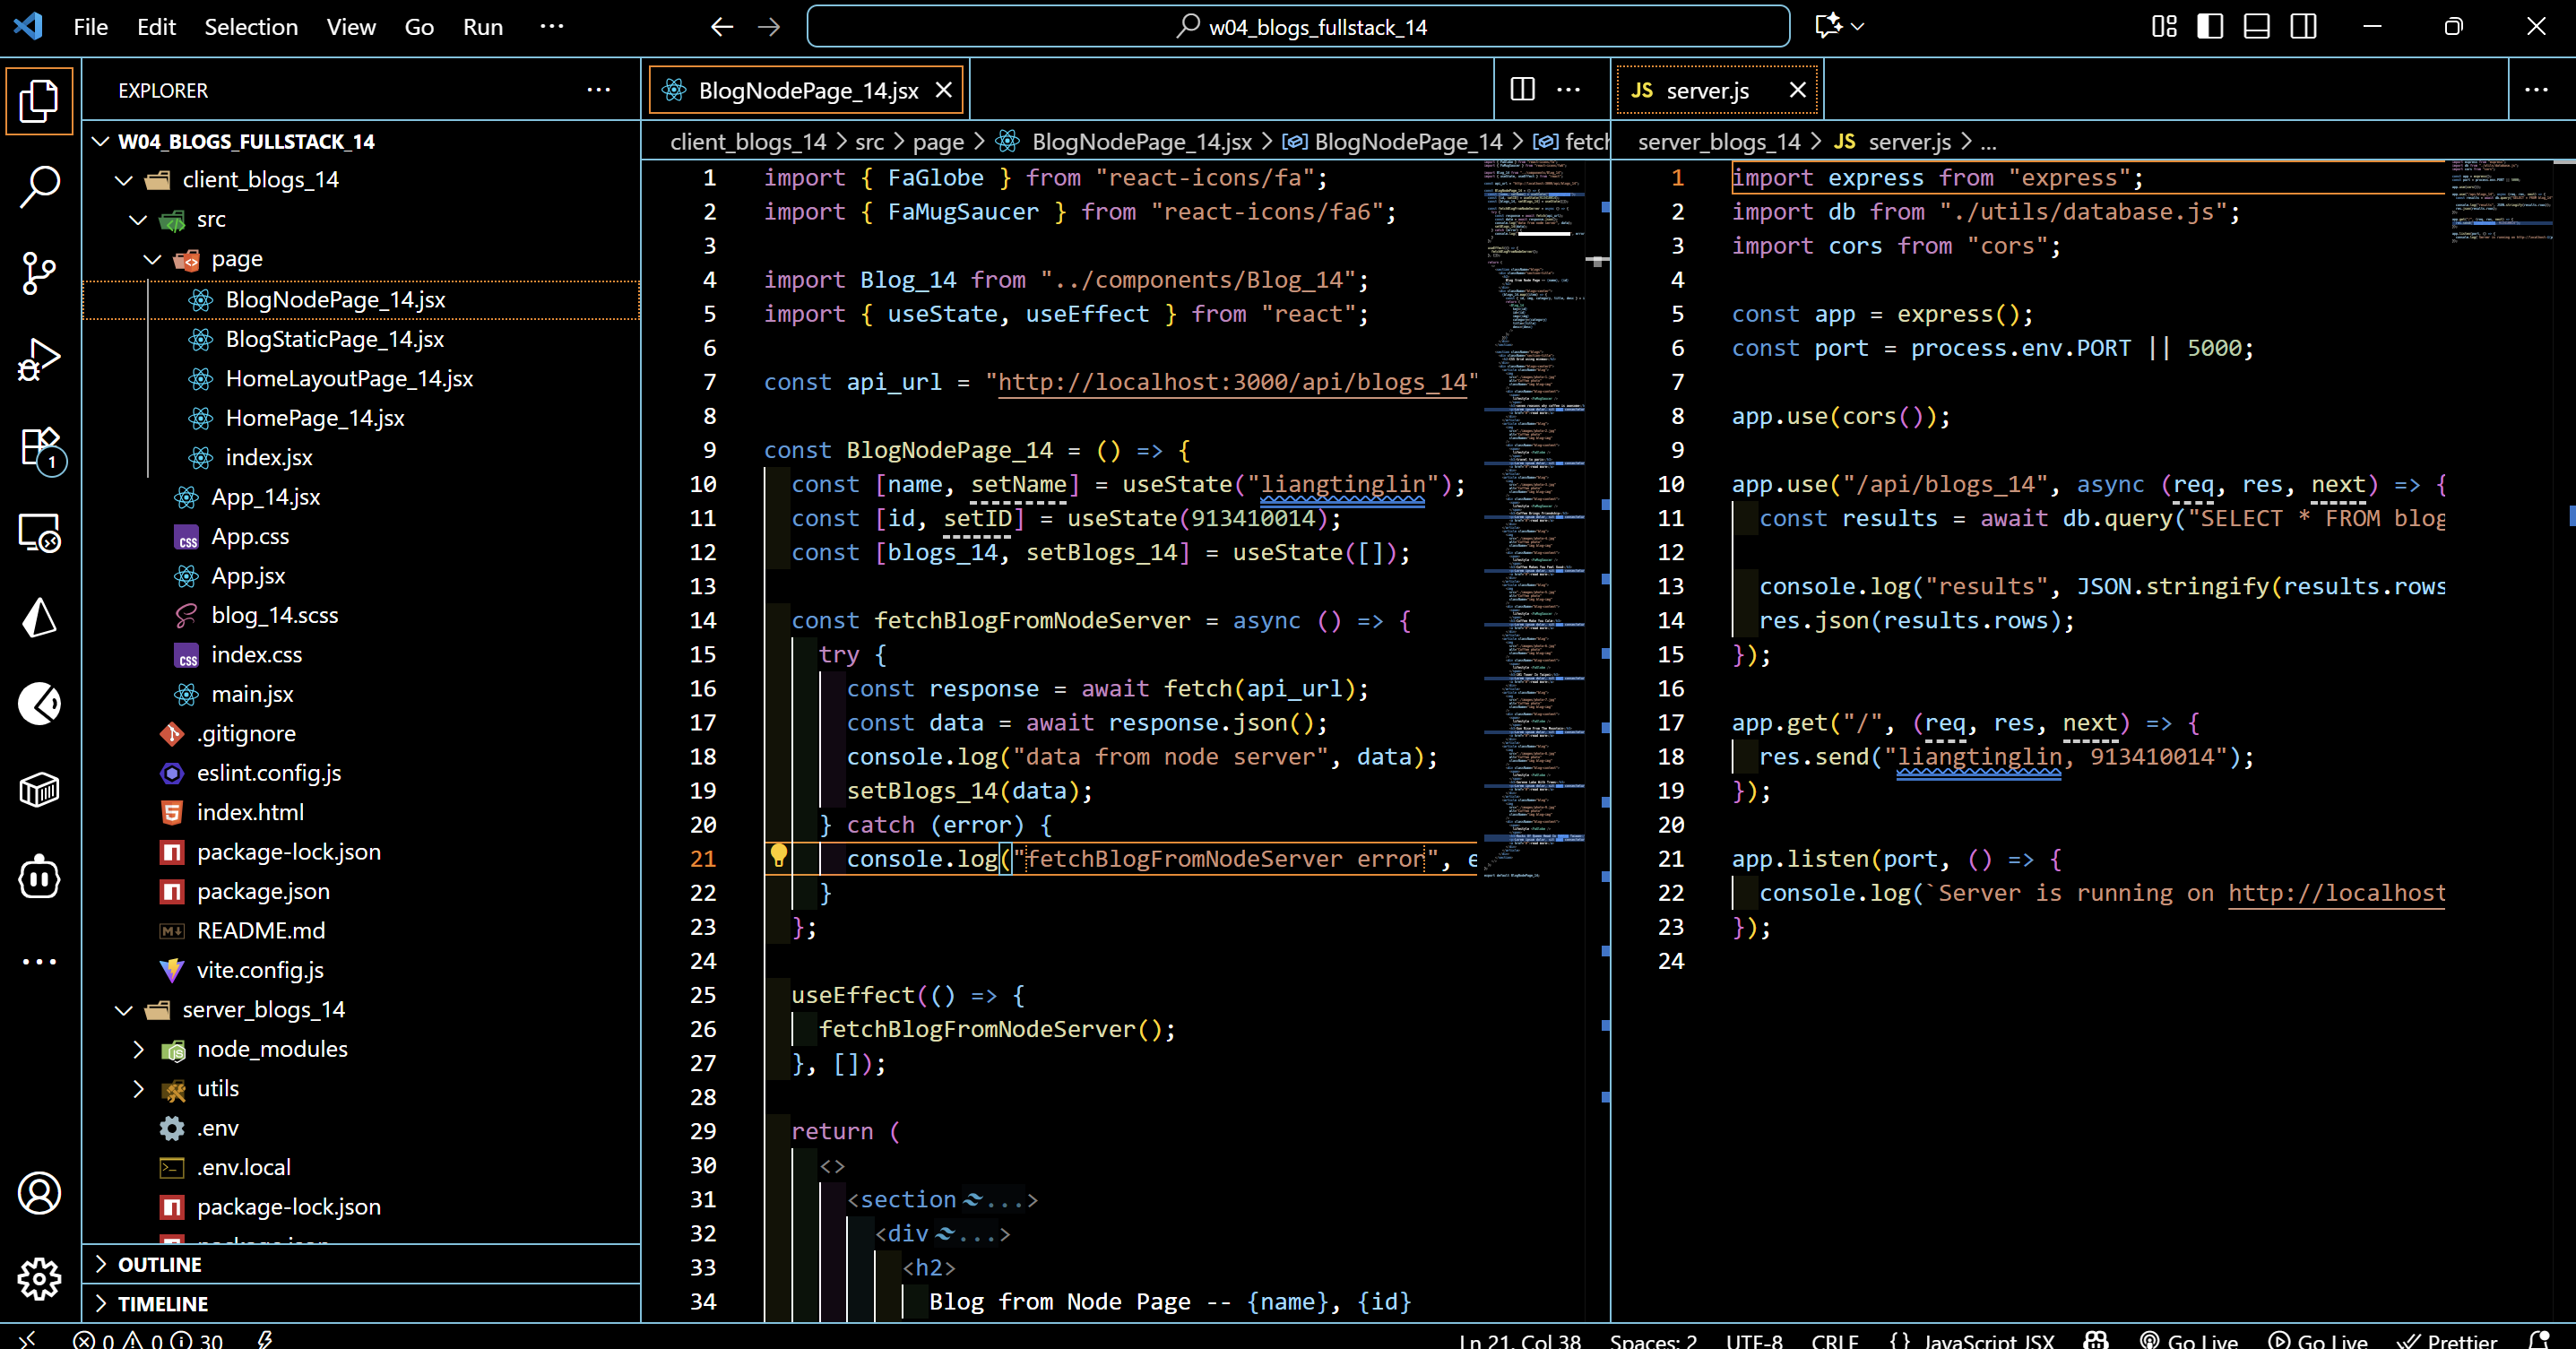 File Edit Selection View Go Run ··· w04_blogs_fullstack_14
EXPLORER
W04_BLOGS_FULLSTACK_14
client_blogs_14
src
page
BlogNodePage_14.jsx
BlogStaticPage_14.jsx
HomeLayoutPage_14.jsx
HomePage_14.jsx
index.jsx
App_14.jsx
App.css
App.jsx
blog_14.scss
index.css
main.jsx
.gitignore
eslint.config.js
index.html
package-lock.json
package.json
README.md
vite.config.js
server_blogs_14
node_modules
utils
.env
.env.local
package-lock.json
package.json
OUTLINE
TIMELINE
1
BlogNodePage_14.jsx
client_blogs_14 > src > page > BlogNodePage_14.jsx > BlogNodePage_14 > fetch
1 import { FaGlobe } from "react-icons/fa";
2 import { FaMugSaucer } from "react-icons/fa6";
3
4 import Blog_14 from "../components/Blog_14";
5 import { useState, useEffect } from "react";
6
7 const api_url = "http://localhost:3000/api/blogs_14"
8
9 const BlogNodePage_14 = () => {
10 const [name, setName] = useState("liangtinglin");
11 const [id, setID] = useState(913410014);
12 const [blogs_14, setBlogs_14] = useState([]);
13
14 const fetchBlogFromNodeServer = async () => {
15 try {
16 const response = await fetch(api_url);
17 const data = await response.json();
18 console.log("data from node server", data);
19 setBlogs_14(data);
20 } catch (error) {
21 console.log("fetchBlogFromNodeServer error", e
22 }
23 };
24
25 useEffect(() => {
26 fetchBlogFromNodeServer();
27 }, []);
28
29 return (
30 <>
31 <section ...>
32 <div ...>
33 <h2>
34 Blog from Node Page -- {name}, {id}
JS server.js
server_blogs_14 > JS server.js > ...
1 import express from "express";
2 import db from "./utils/database.js";
3 import cors from "cors";
4
5 const app = express();
6 const port = process.env.PORT || 5000;
7
8 app.use(cors());
9
10 app.use("/api/blogs_14", async (req, res, next) => {
11 const results = await db.query("SELECT * FROM blog
12
13 console.log("results", JSON.stringify(results.rows
14 res.json(results.rows);
15 });
16
17 app.get("/", (req, res, next) => {
18 res.send("liangtinglin, 913410014");
19 });
20
21 app.listen(port, () => {
22 console.log(`Server is running on http://localhost
23 });
24
0 0 30 Ln 21, Col 38 Spaces: 2 UTF-8 CRLF {} JavaScript JSX Go Live Go Live Prettier